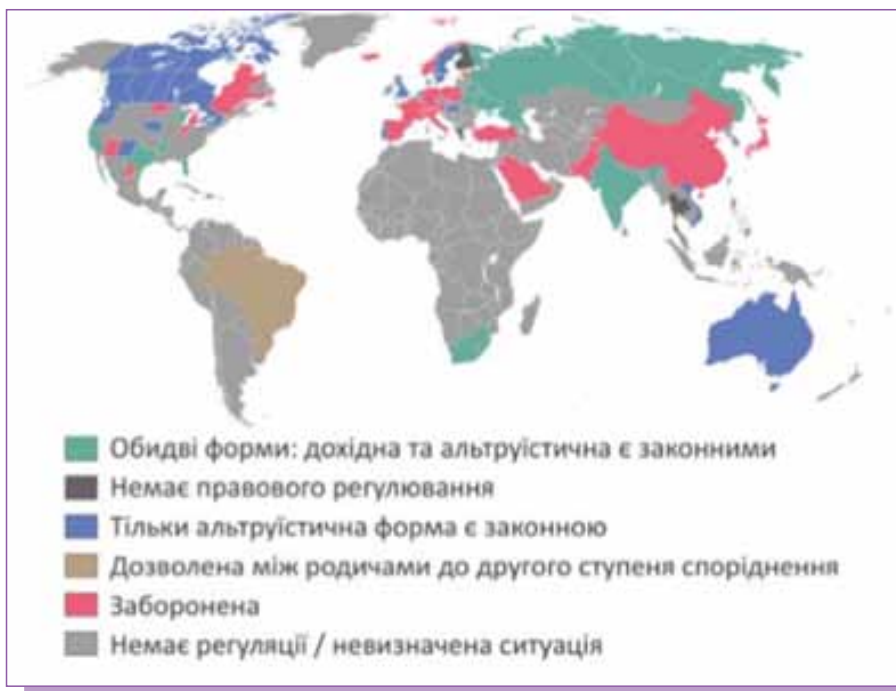 Обидві форми: дохідна та альтруїстична є законними
Немає правового регулювання
Тільки альтруїстична форма є законною
Дозволена між родичами до другого ступеня споріднення
Заборонена
Немає регуляції / невизначена ситуація